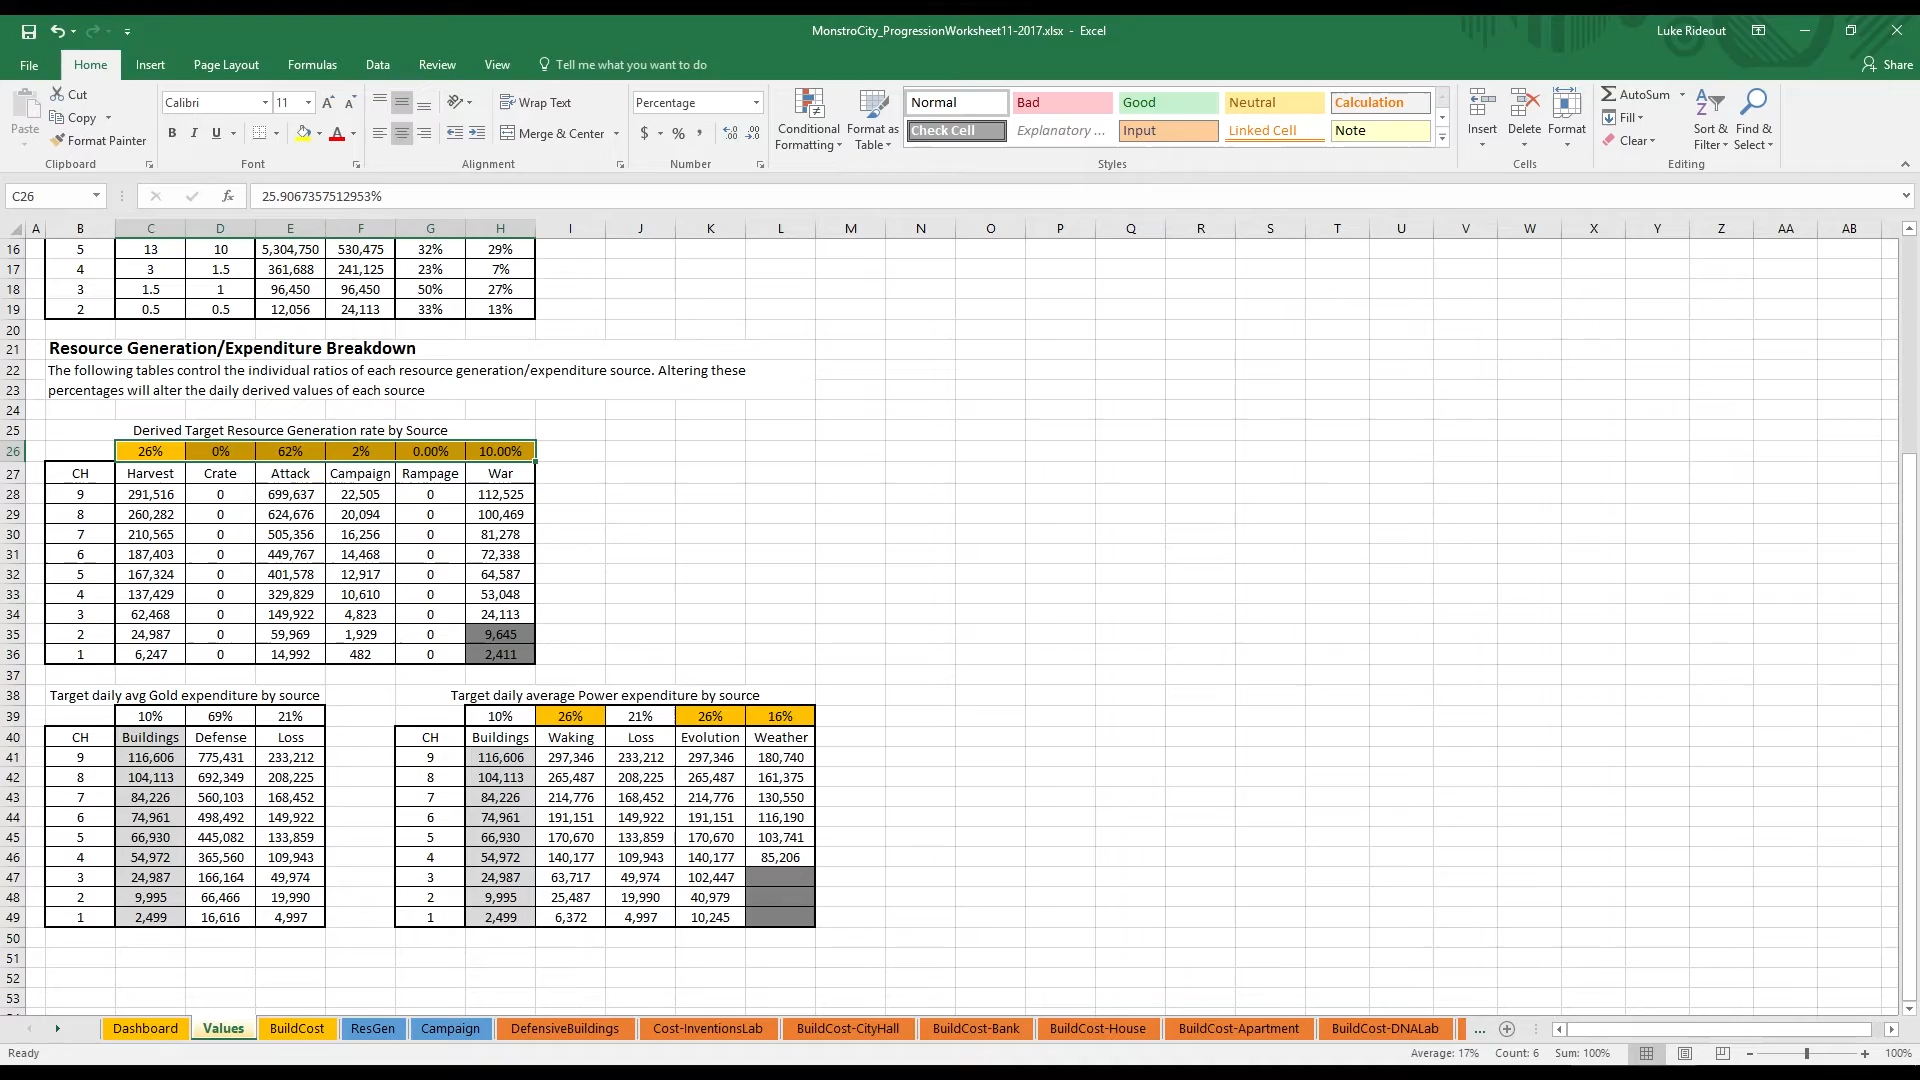 MonstroCity_ProgressionWorksheet11-2017.xlsx - Excel
Luke Rideout
File Home Insert Page Layout Formulas Data Review View Tell me what you want to do Share
Paste Cut Copy Format Painter
Clipboard
Calibri 11 A A
B I U A
Font
Wrap Text
Merge & Center
Alignment
Percentage
$ % ,
Number
Conditional Formatting
Format as Table
Normal Bad Good Neutral Calculation
Check Cell Explanatory ... Input Linked Cell Note
Styles
Insert Delete Format
Cells
AutoSum Fill Clear
Sort & Filter
Find & Select
Editing
C26 fx 25.9067357512953%
A B C D E F G H I J K L M N O P Q R S T U V W X Y Z AA AB
16 5 13 10 5,304,750 530,475 32% 29%
17 4 3 1.5 361,688 241,125 23% 7%
18 3 1.5 1 96,450 96,450 50% 27%
19 2 0.5 0.5 12,056 24,113 33% 13%
20
21 Resource Generation/Expenditure Breakdown
22 The following tables control the individual ratios of each resource generation/expenditure source. Altering these
23 percentages will alter the daily derived values of each source
24
25 Derived Target Resource Generation rate by Source
26 26% 0% 62% 2% 0.00% 10.00%
27 CH Harvest Crate Attack Campaign Rampage War
28 9 291,516 0 699,637 22,505 0 112,525
29 8 260,282 0 624,676 20,094 0 100,469
30 7 210,565 0 505,356 16,256 0 81,278
31 6 187,403 0 449,767 14,468 0 72,338
32 5 167,324 0 401,578 12,917 0 64,587
33 4 137,429 0 329,829 10,610 0 53,048
34 3 62,468 0 149,922 4,823 0 24,113
35 2 24,987 0 59,969 1,929 0 9,645
36 1 6,247 0 14,992 482 0 2,411
37
38 Target daily avg Gold expenditure by source Target daily average Power expenditure by source
39 10% 69% 21% 10% 26% 21% 26% 16%
40 CH Buildings Defense Loss CH Buildings Waking Loss Evolution Weather
41 9 116,606 775,431 233,212 9 116,606 297,346 233,212 297,346 180,740
42 8 104,113 692,349 208,225 8 104,113 265,487 208,225 265,487 161,375
43 7 84,226 560,103 168,452 7 84,226 214,776 168,452 214,776 130,550
44 6 74,961 498,492 149,922 6 74,961 191,151 149,922 191,151 116,190
45 5 66,930 445,082 133,859 5 66,930 170,670 133,859 170,670 103,741
46 4 54,972 365,560 109,943 4 54,972 140,177 109,943 140,177 85,206
47 3 24,987 166,164 49,974 3 24,987 63,717 49,974 102,447
48 2 9,995 66,466 19,990 2 9,995 25,487 19,990 40,979
49 1 2,499 16,616 4,997 1 2,499 6,372 4,997 10,245
50
51
52
53
Dashboard Values BuildCost ResGen Campaign DefensiveBuildings Cost-InventionsLab BuildCost-CityHall BuildCost-Bank BuildCost-House BuildCost-Apartment BuildCost-DNALab ...
Ready Average: 17% Count: 6 Sum: 100% 100%